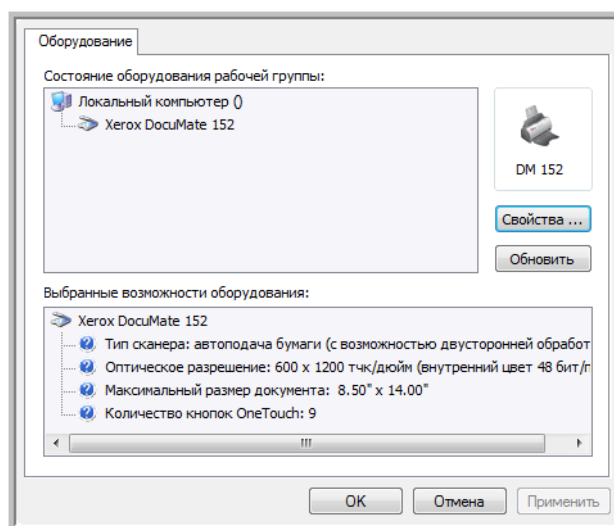 Оборудование
Состояние оборудования рабочей группы:
Локальный компьютер ()
Xerox DocuMate 152
DM 152
Свойства ...
Обновить
Выбранные возможности оборудования:
Xerox DocuMate 152
Тип сканера: автоподача бумаги (с возможностью двусторонней обработ
Оптическое разрешение: 600 x 1200 тчк/дюйм (внутренний цвет 48 бит/п
Максимальный размер документа: 8.50" x 14.00"
Количество кнопок OneTouch: 9
OK
Отмена
Применить